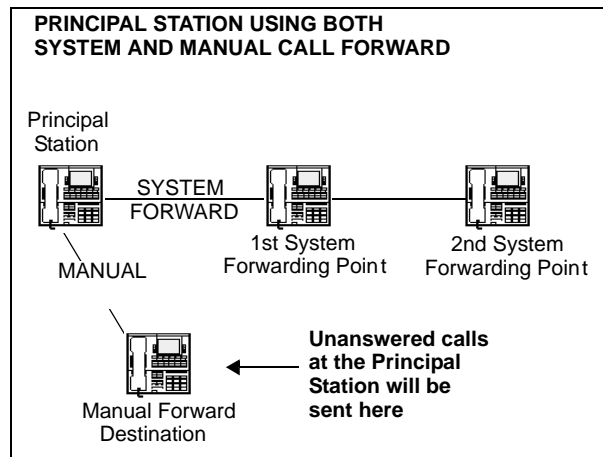 PRINCIPAL STATION USING BOTH
SYSTEM AND MANUAL CALL FORWARD
Principal
Station
SYSTEM
FORWARD
1st System
Forwarding Point
2nd System
Forwarding Point
MANUAL
Unanswered calls
at the Principal
Station will be
sent here
Manual Forward
Destination